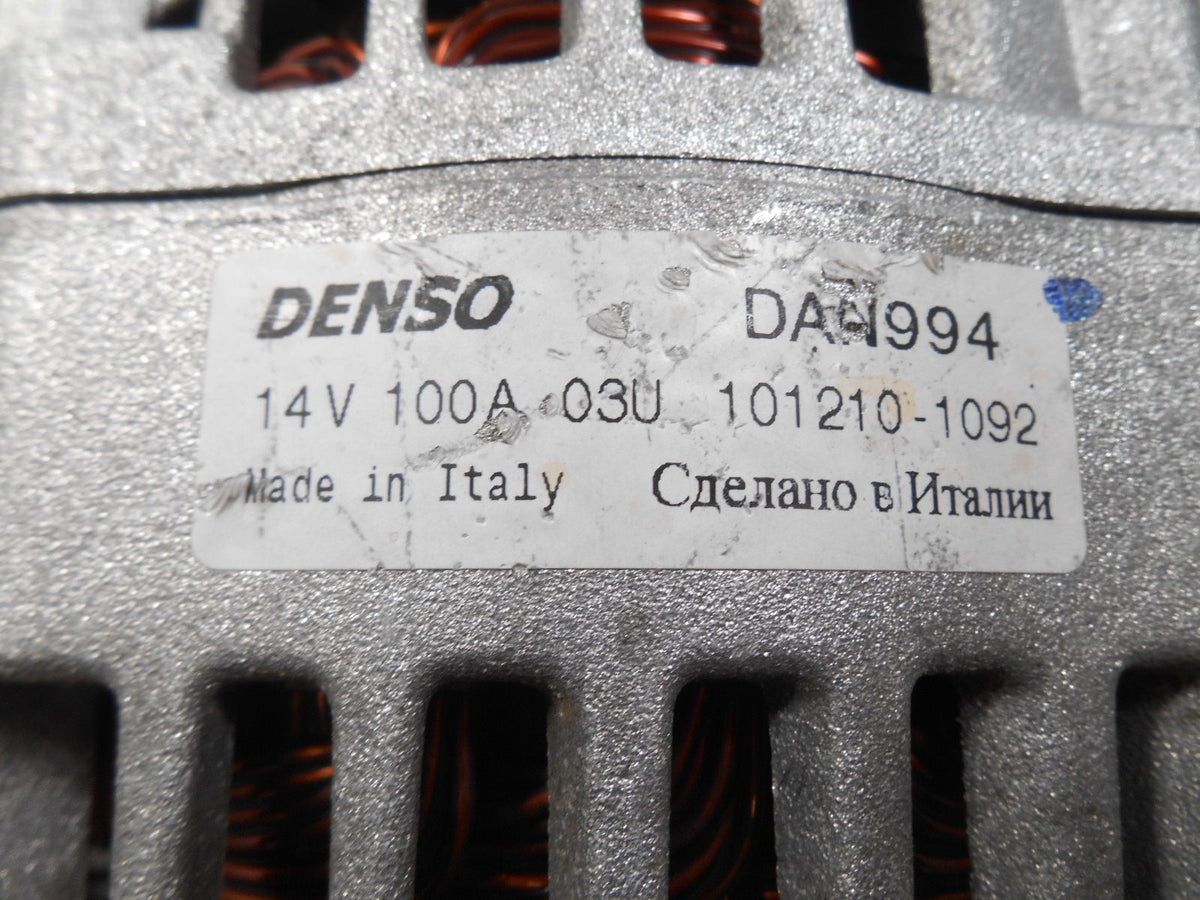 DENSO DAN994
14V 100A 03U 101210-1092
Made in Italy Сделано в Италии